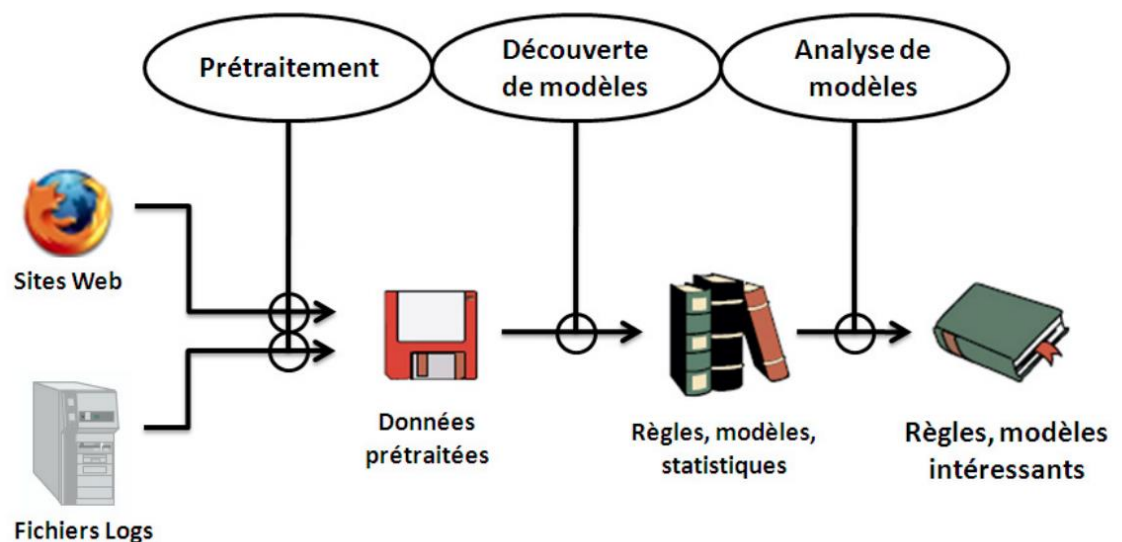 Prétraitement
Découverte
de modèles
Analyse de
modèles
Sites Web
Fichiers Logs
Données
prétraitées
Règles, modèles,
statistiques
Règles, modèles
intéressants